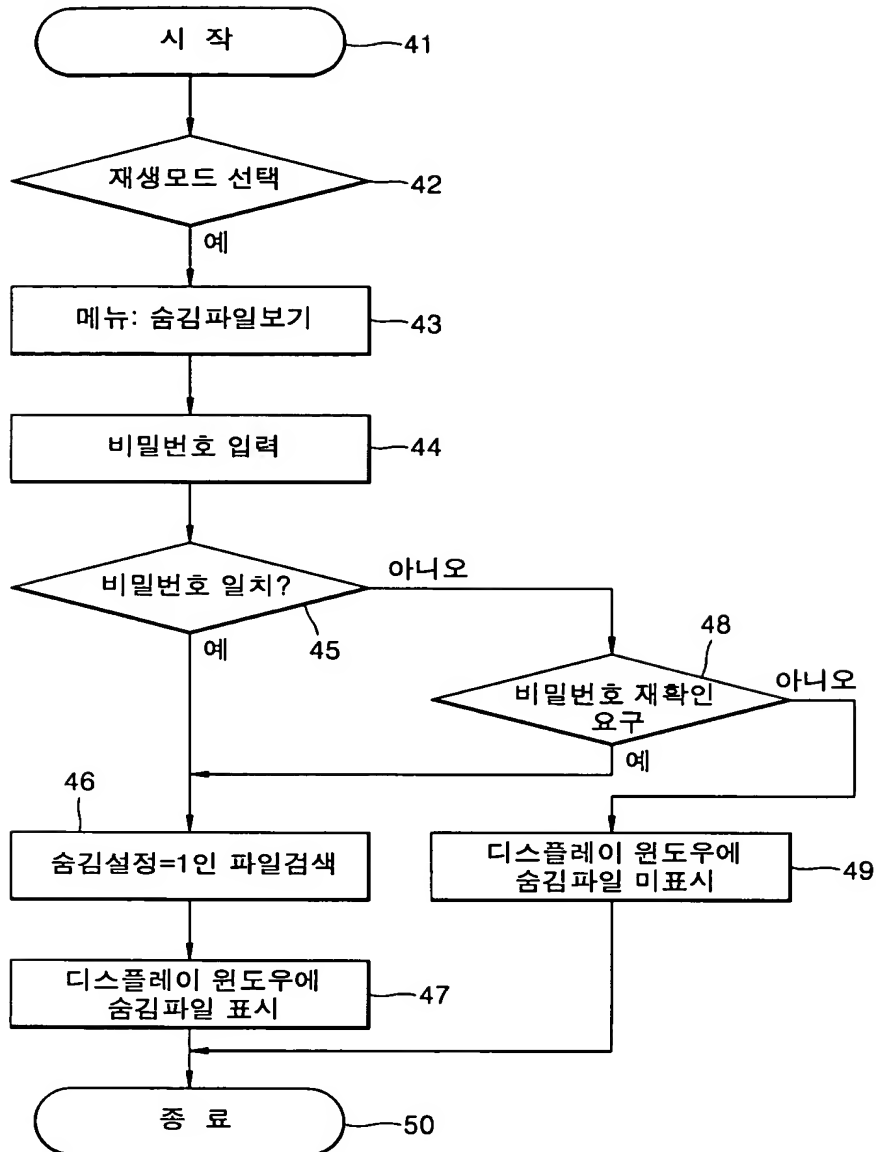 시 작
41
재생모드 선택
42
예
메뉴: 숨김파일보기
43
비밀번호 입력
44
비밀번호 일치?
아니오
45
예
48
비밀번호 재확인
요구
아니오
예
46
숨김설정=1인 파일검색
디스플레이 윈도우에
숨김파일 미표시
49
디스플레이 윈도우에
숨김파일 표시
47
종 료
50